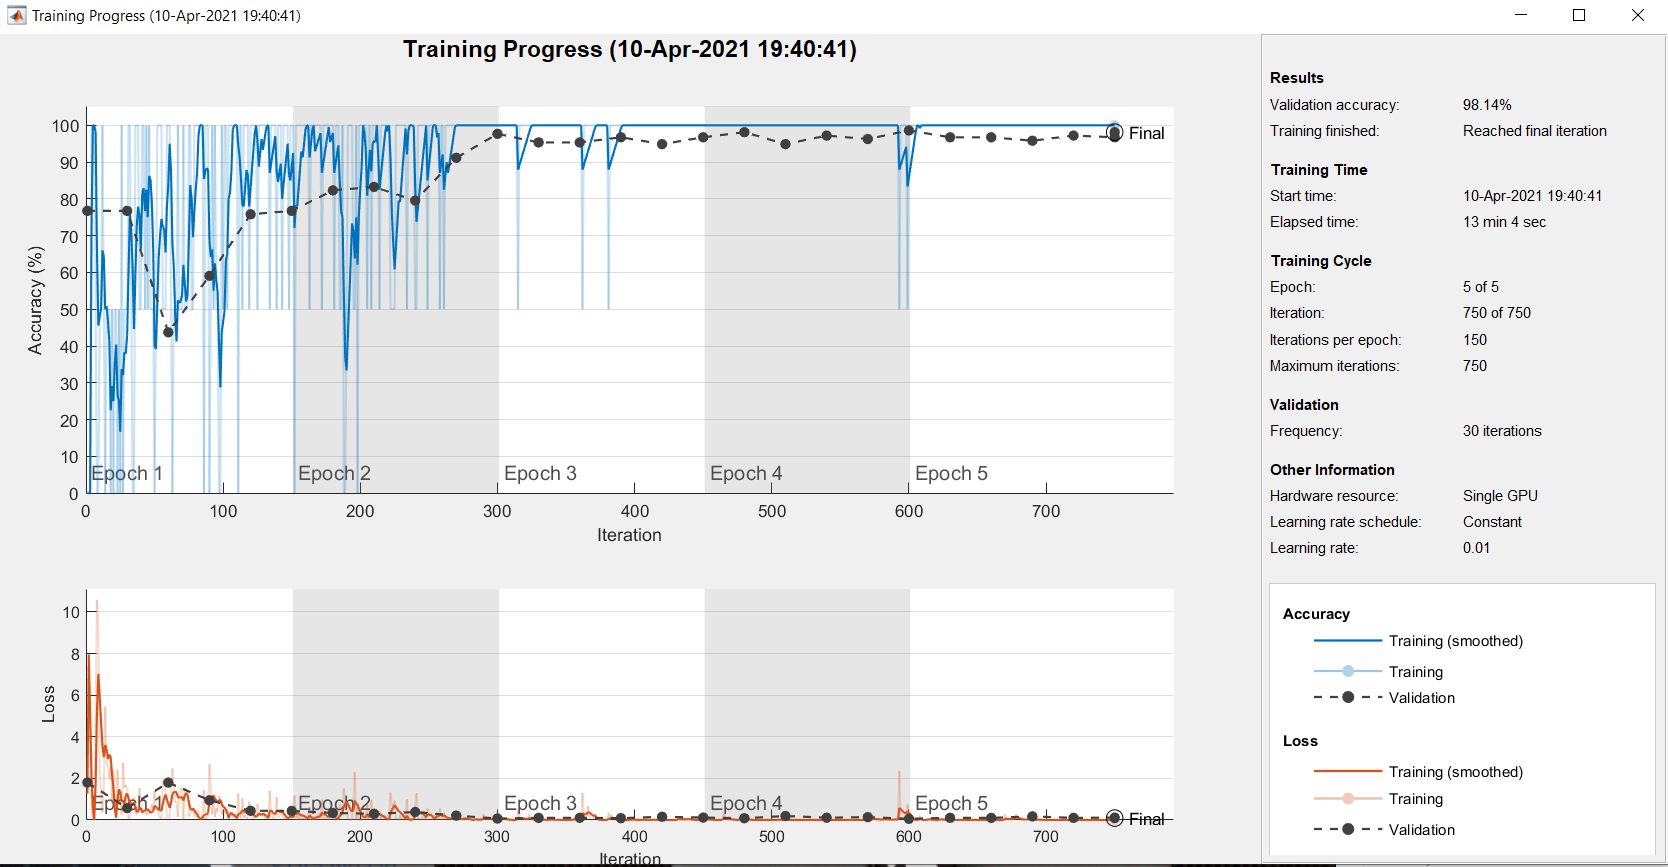 Training Progress (10-Apr-2021 19:40:41)
Training Progress (10-Apr-2021 19:40:41)
Accuracy (%)
100
90
80
70
60
50
40
30
20
10
0
Epoch 1
Epoch 2
Epoch 3
Epoch 4
Epoch 5
Final
0
100
200
300
400
500
600
700
Iteration
Loss
10
8
6
4
2
0
Epoch 1
Epoch 2
Epoch 3
Epoch 4
Epoch 5
Final
0
100
200
300
400
500
600
700
Iteration
Results
Validation accuracy: 98.14%
Training finished: Reached final iteration
Training Time
Start time: 10-Apr-2021 19:40:41
Elapsed time: 13 min 4 sec
Training Cycle
Epoch: 5 of 5
Iteration: 750 of 750
Iterations per epoch: 150
Maximum iterations: 750
Validation
Frequency: 30 iterations
Other Information
Hardware resource: Single GPU
Learning rate schedule: Constant
Learning rate: 0.01
Accuracy
Training (smoothed)
Training
Validation
Loss
Training (smoothed)
Training
Validation